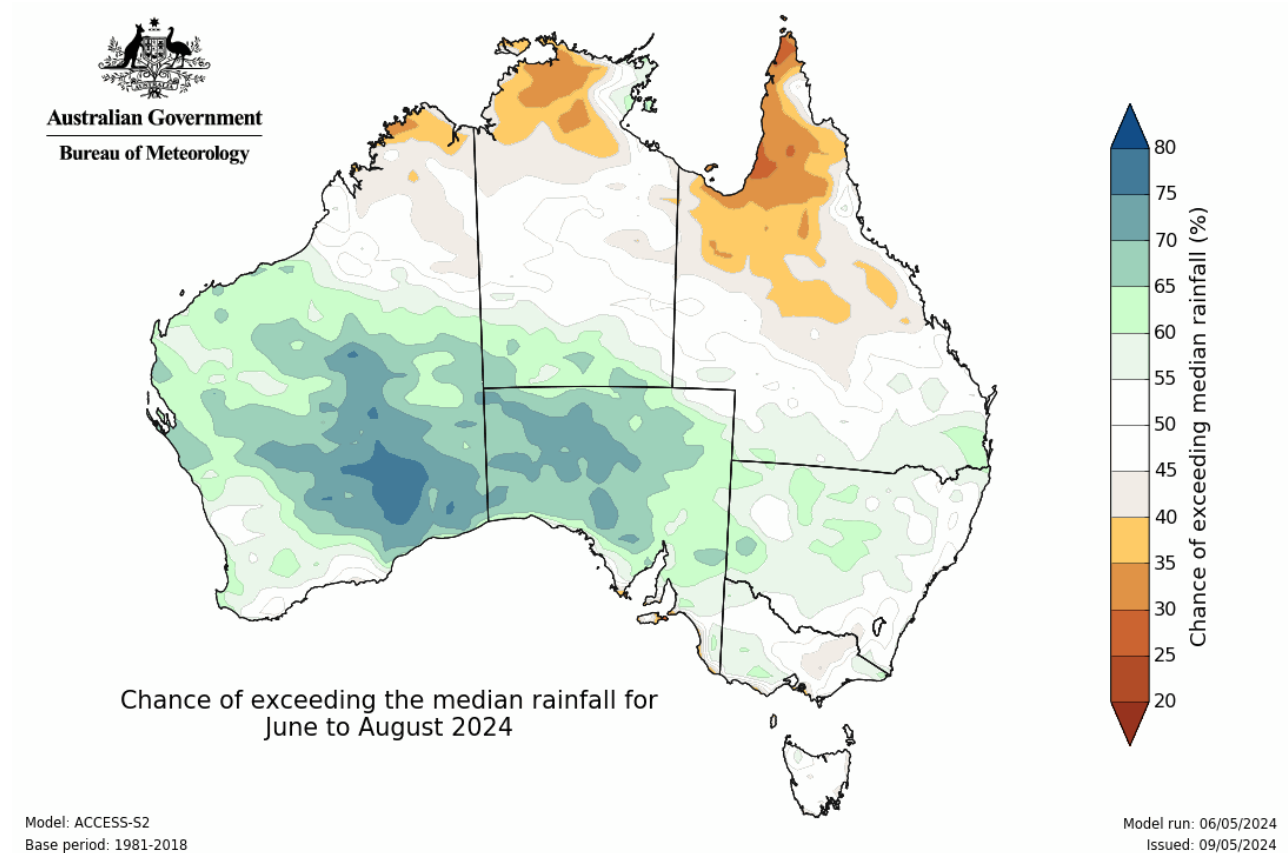 Australian Government
Bureau of Meteorology
80
75
70
65
60
55
50
45
40
35
30
25
20
Chance of exceeding median rainfall (%)
Chance of exceeding the median rainfall for
June to August 2024
Model: ACCESS-S2
Base period: 1981-2018
Model run: 06/05/2024
Issued: 09/05/2024